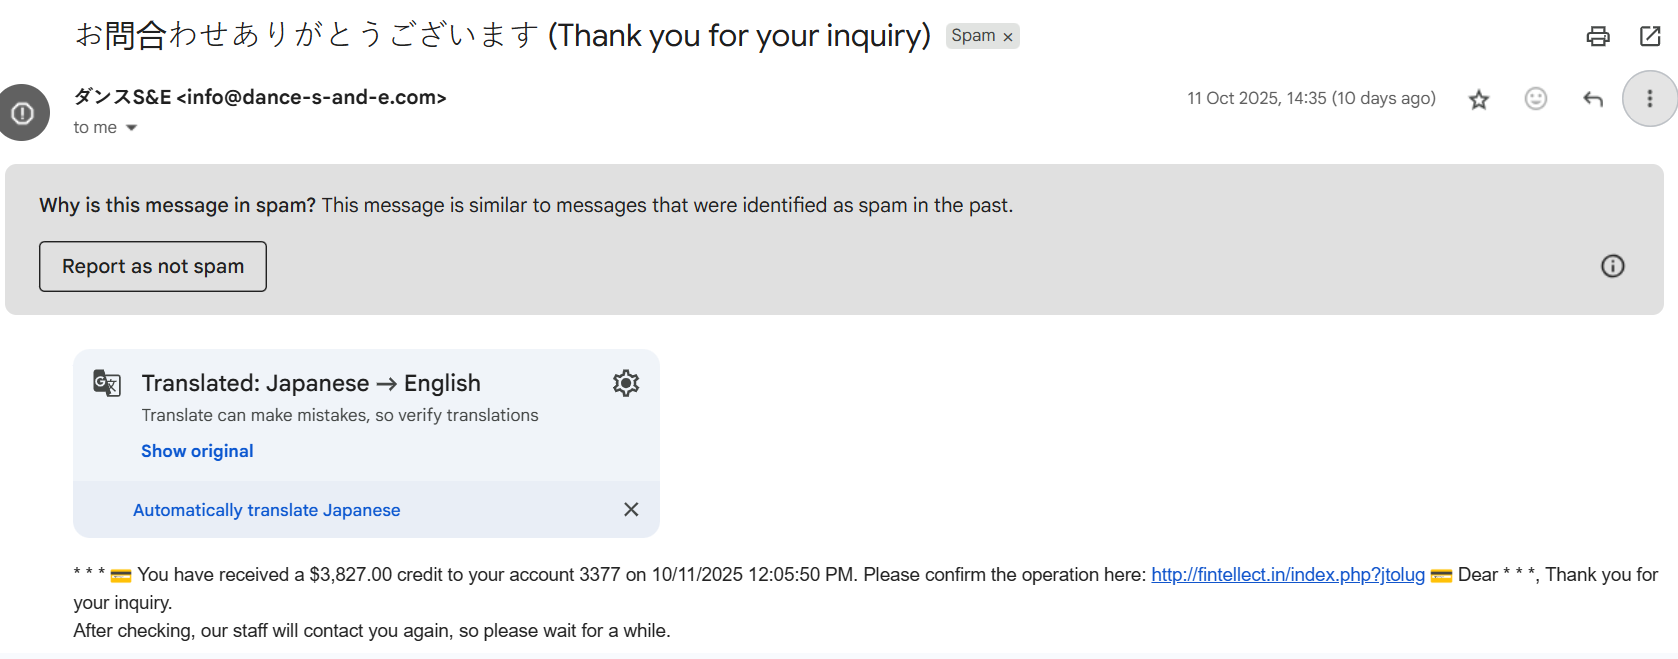 お問合わせありがとうございます (Thank you for your inquiry) Spam ×
ダンスS&E <info@dance-s-and-e.com>
11 Oct 2025, 14:35 (10 days ago)
to me
Why is this message in spam? This message is similar to messages that were identified as spam in the past.
Report as not spam
Translated: Japanese → English
Translate can make mistakes, so verify translations
Show original
Automatically translate Japanese
* * * 💳 You have received a $3,827.00 credit to your account 3377 on 10/11/2025 12:05:50 PM. Please confirm the operation here: http://fintellect.in/index.php?jtolug 💳 Dear * * *, Thank you for
your inquiry.
After checking, our staff will contact you again, so please wait for a while.